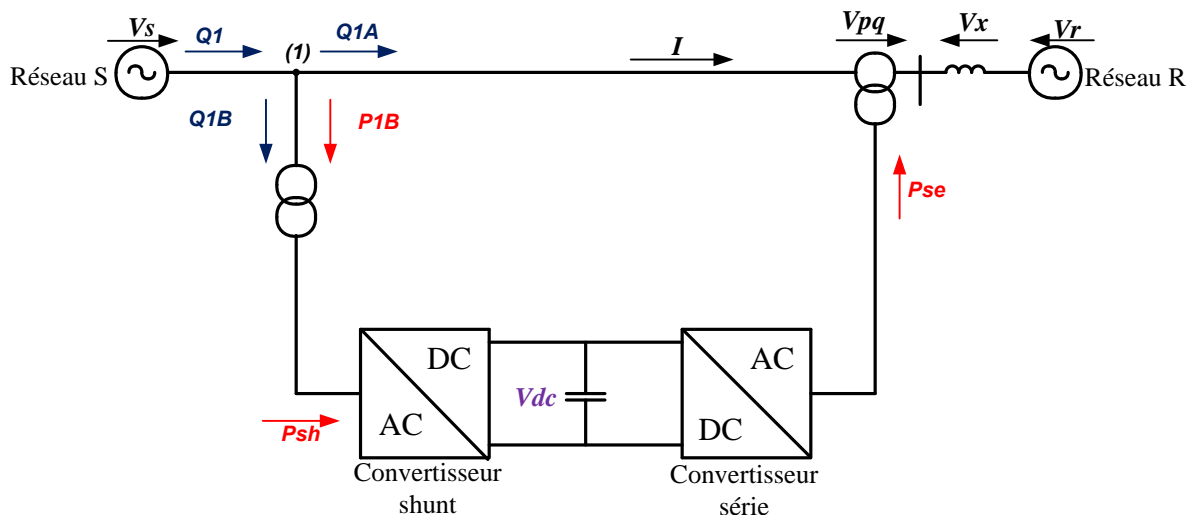 Vs
Q1
(1)
Q1A
I
Vpq
Vx
Vr
Réseau S
Réseau R
Q1B
P1B
Pse
DC
AC
Vdc
AC
DC
Psh
Convertisseur
shunt
Convertisseur
série